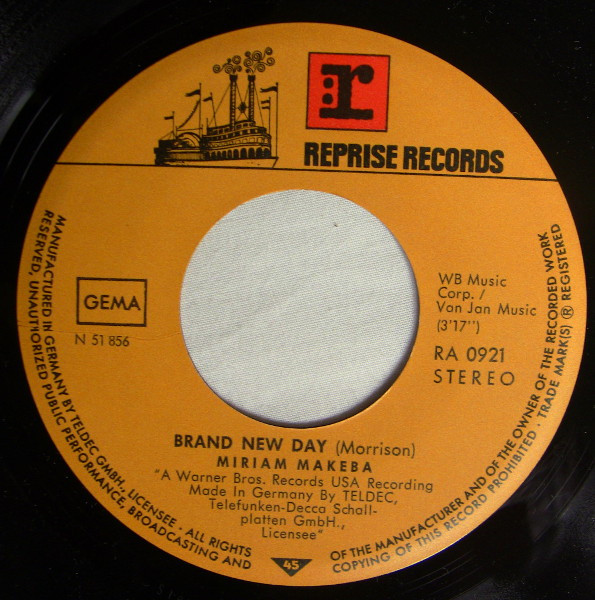 r
REPRISE RECORDS
GEMA
N 51 856
WB Music
Corp. /
Van Jan Music
(3'17'')
RA 0921
STEREO
BRAND NEW DAY (Morrison)
MIRIAM MAKEBA
"A Warner Bros. Records USA Recording
Made In Germany By TELDEC,
Telefunken-Decca Schall-
platten GmbH.,
Licensee"
45
MANUFACTURED IN GERMANY BY TELDEC GMBH., LICENSEE · ALL RIGHTS
RESERVED, UNAUTHORIZED PUBLIC PERFORMANCE, BROADCASTING AND
OF THE MANUFACTURER AND OF THE OWNER OF THE RECORDED WORK
COPYING OF THIS RECORD PROHIBITED · TRADE MARK(S) ® REGISTERED